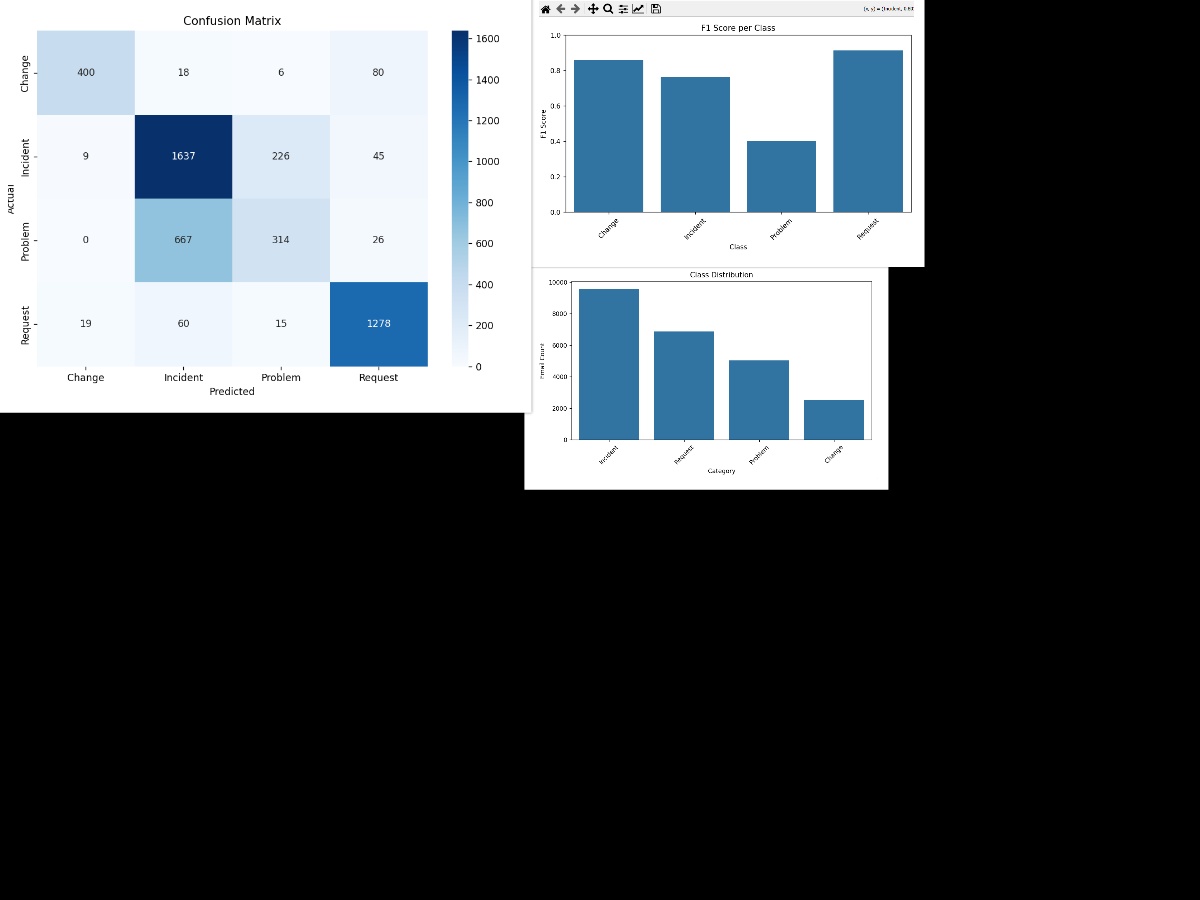 Confusion Matrix
Change 400 18 6 80
Incident 9 1637 226 45
Problem 0 667 314 26
Request 19 60 15 1278
Change Incident Problem Request
Predicted
Actual
1600
1400
1200
1000
800
600
400
200
0
F1 Score per Class
1.0
0.8
0.6
0.4
0.2
0.0
F1 Score
Change Incident Problem Request
Class
Class Distribution
10000
8000
6000
4000
2000
0
Email Count
Incident Request Problem Change
Category